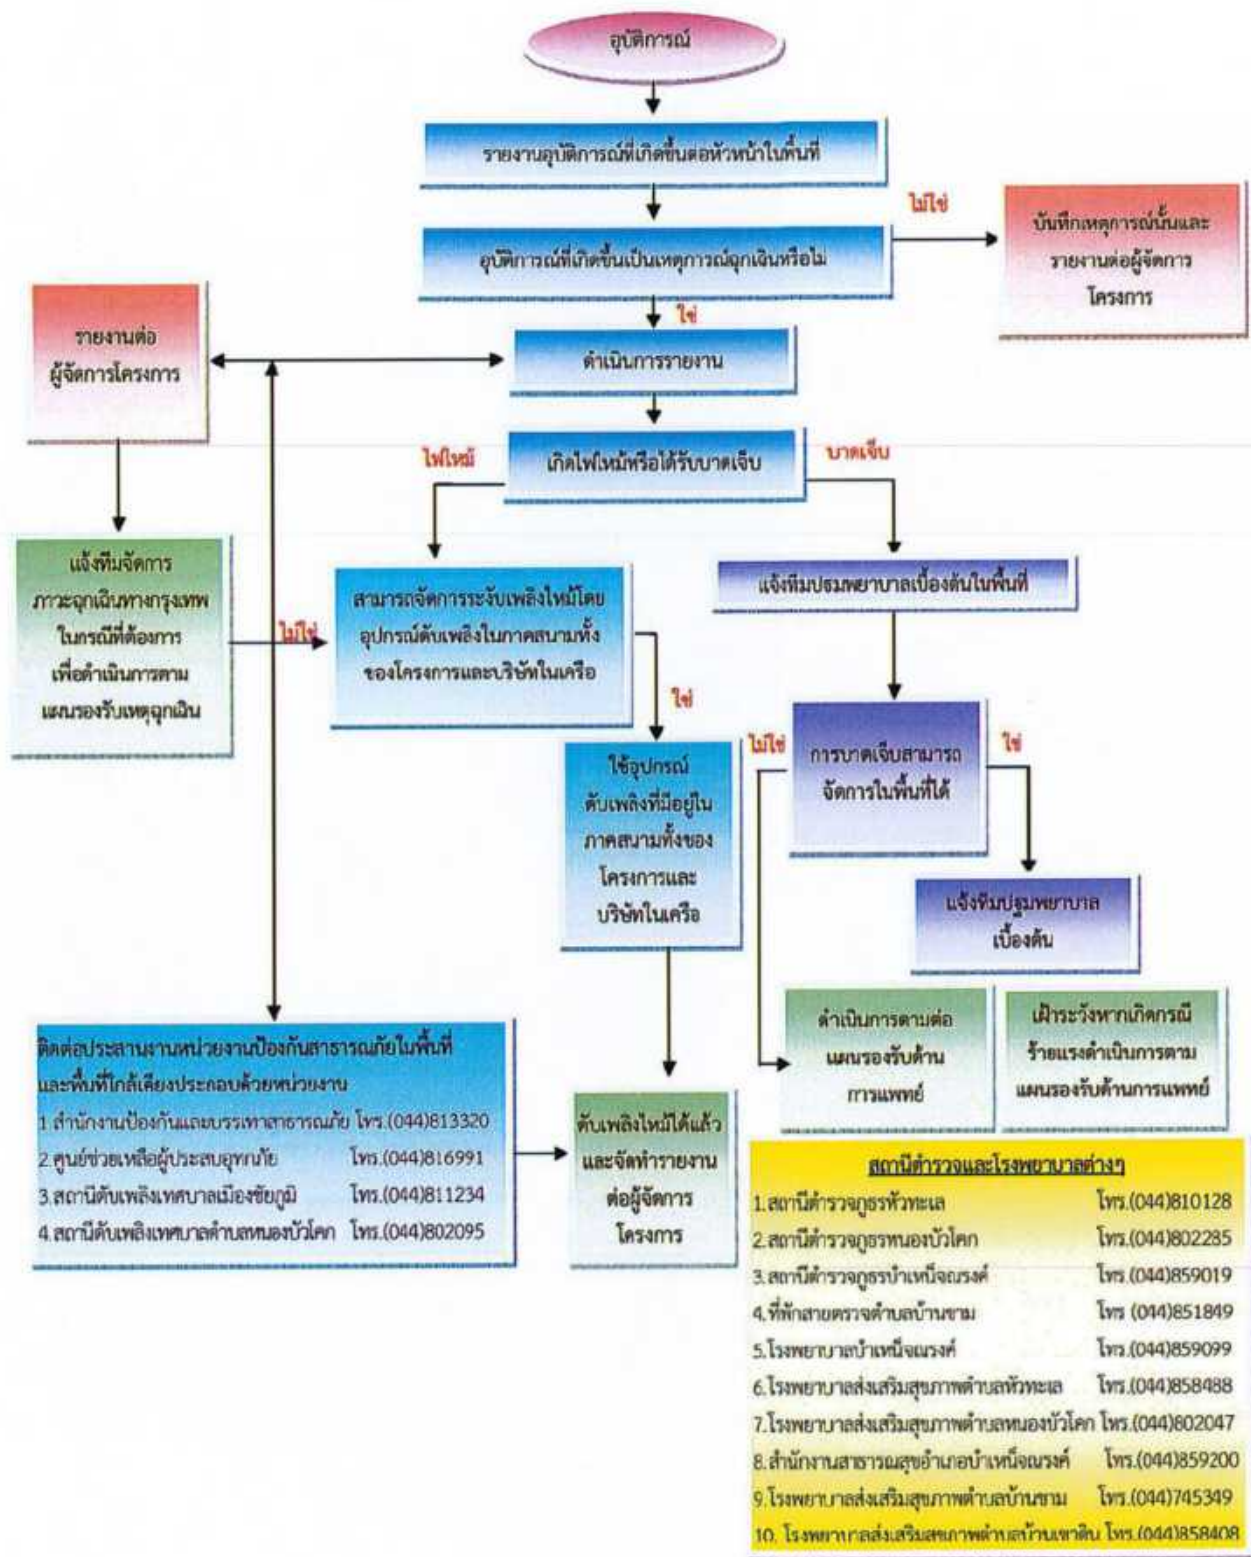 อุบัติการณ์
รายงานอุบัติการณ์ที่เกิดขึ้นต่อหัวหน้าในพื้นที่
ไม่ใช่
อุบัติการณ์ที่เกิดขึ้นเป็นเหตุการณ์ฉุกเฉินหรือไม่
บันทึกเหตุการณ์นั้นและ
รายงานต่อผู้จัดการ
โครงการ
ใช่
รายงานต่อ
ผู้จัดการโครงการ
ดำเนินการรายงาน
ไฟไหม้
เกิดไฟไหม้หรือได้รับบาดเจ็บ
บาดเจ็บ
แจ้งทีมจัดการ
ภาวะฉุกเฉินทางกรุงเทพ
ในกรณีที่ต้องการ
เพื่อดำเนินการตาม
แผนรองรับเหตุฉุกเฉิน
ไม่ใช่
สามารถจัดการระงับเพลิงไหม้โดย
อุปกรณ์ดับเพลิงในภาคสนามทั้ง
ของโครงการและบริษัทในเครือ
แจ้งทีมปฐมพยาบาลเบื้องต้นในพื้นที่
ใช่
ใช้อุปกรณ์
ดับเพลิงที่มีอยู่ใน
ภาคสนามทั้งของ
โครงการและ
บริษัทในเครือ
ไม่ใช่
การบาดเจ็บสามารถ
จัดการในพื้นที่ได้
ใช่
แจ้งทีมปฐมพยาบาล
เบื้องต้น
ดำเนินการตามต่อ
แผนรองรับด้าน
การแพทย์
เฝ้าระวังหากเกิดกรณี
ร้ายแรงดำเนินการตาม
แผนรองรับด้านการแพทย์
ติดต่อประสานงานหน่วยงานป้องกันสาธารณภัยในพื้นที่
และพื้นที่ใกล้เคียงประกอบด้วยหน่วยงาน
1.สำนักงานป้องกันและบรรเทาสาธารณภัย โทร.(044)813320
2.ศูนย์ช่วยเหลือผู้ประสบอุทกภัย โทร.(044)816991
3.สถานีดับเพลิงเทศบาลเมืองชัยภูมิ โทร.(044)811234
4.สถานีดับเพลิงเทศบาลตำบลหนองบัวโคก โทร.(044)802095
ดับเพลิงไหม้ได้แล้ว
และจัดทำรายงาน
ต่อผู้จัดการ
โครงการ
สถานีตำรวจและโรงพยาบาลต่างๆ
1.สถานีตำรวจภูธรหัวทะเล โทร.(044)810128
2.สถานีตำรวจภูธรหนองบัวโคก โทร.(044)802285
3.สถานีตำรวจภูธรบำเหน็จณรงค์ โทร.(044)859019
4.ที่พักสายตรวจตำบลบ้านขาม โทร (044)851849
5.โรงพยาบาลบำเหน็จณรงค์ โทร.(044)859099
6.โรงพยาบาลส่งเสริมสุขภาพตำบลหัวทะเล โทร.(044)858488
7.โรงพยาบาลส่งเสริมสุขภาพตำบลหนองบัวโคก โทร.(044)802047
8.สำนักงานสาธารณสุขอำเภอบำเหน็จณรงค์ โทร.(044)859200
9.โรงพยาบาลส่งเสริมสุขภาพตำบลบ้านขาม โทร.(044)745349
10. โรงพยาบาลส่งเสริมสุขภาพตำบลบ้านเขาดิน โทร.(044)858408